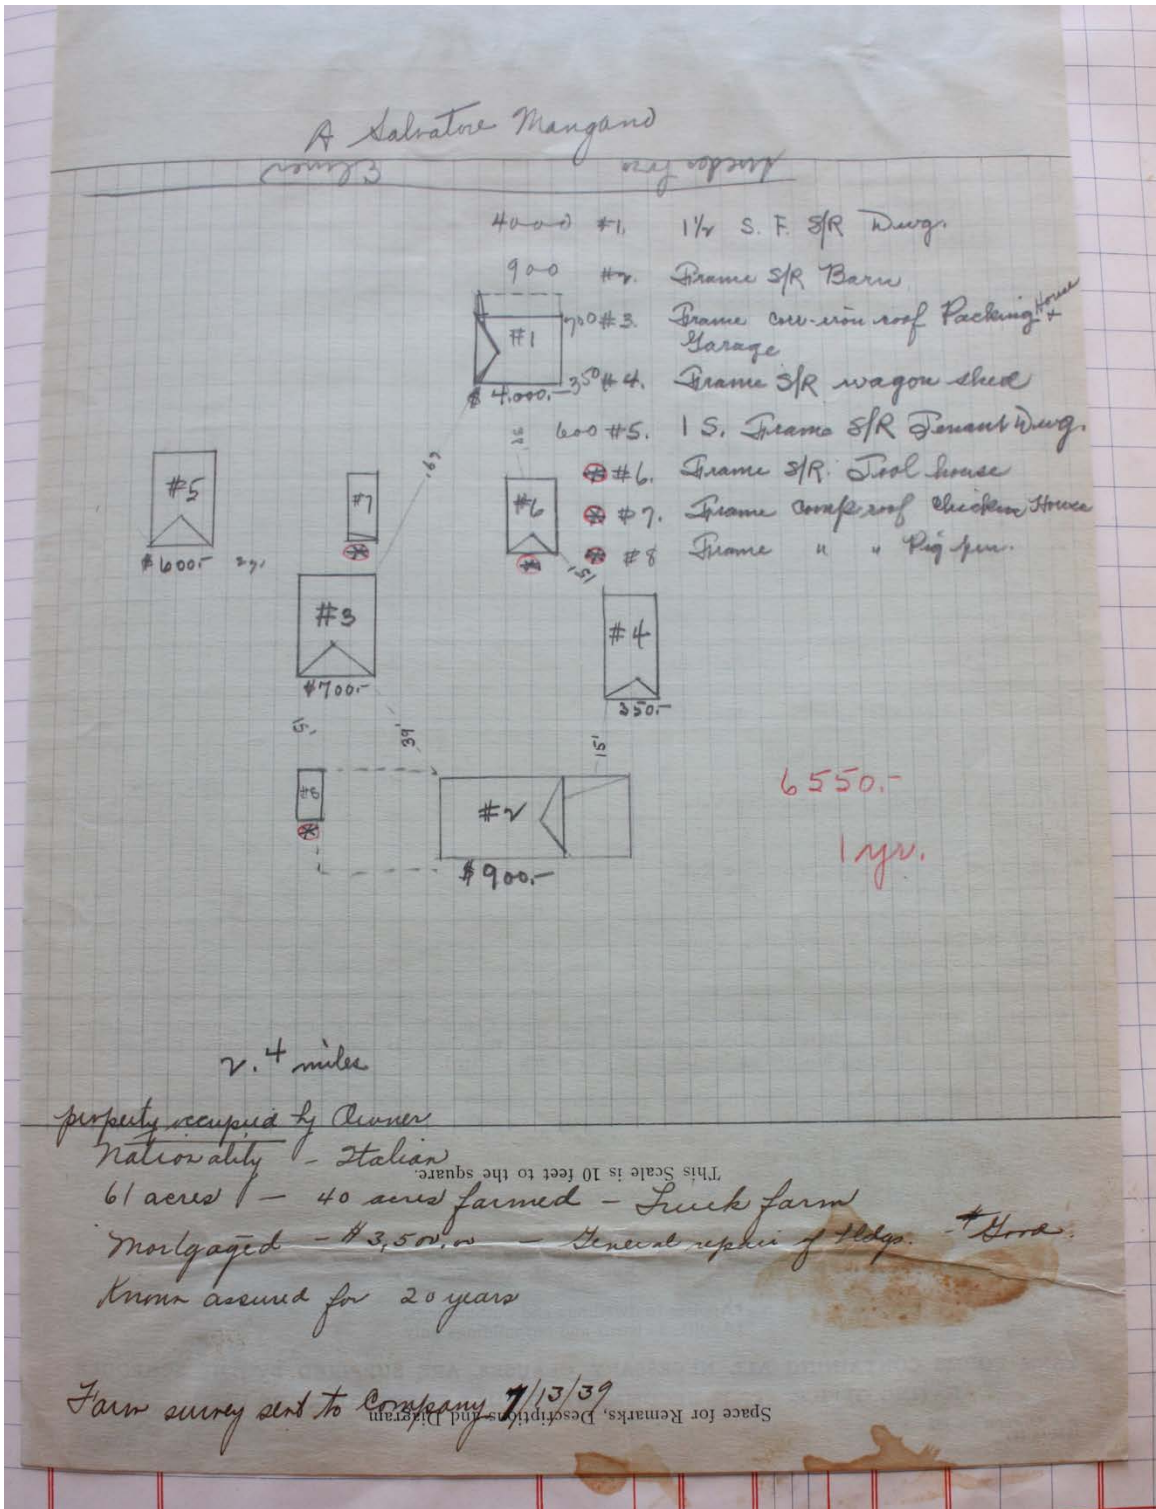 A Salvatore Mangano
Elmer
4000 #1. 1½ S. F. S/R Dwg.
900 #2. Frame S/R Barn
700 #3. Frame corr-iron roof Packing House +
Garage
350 #4. Frame S/R wagon shed
600 #5. 1 S. Frame S/R Tenant Dwg.
#6. Frame S/R. Tool house
#7. Frame comp roof chicken House
#8 Frame " " Pig pen.
#1
$4,000.-
#5
$600.-
#7
#6
15'
#3
$700.-
#4
350.-
39'
15'
#8
#2
$900.-
6550.-
1 yr.
2.4 miles
property occupied by Owner
Nationality - Italian
This Scale is 10 feet to the square.
61 acres - 40 acres farmed - Truck farm
Mortgaged - $3,500.00 - General repair of bldgs. - Good.
Known assured for 20 years
Farm survey sent to Company 7/13/39
Space for Remarks, Descriptions and Diagram